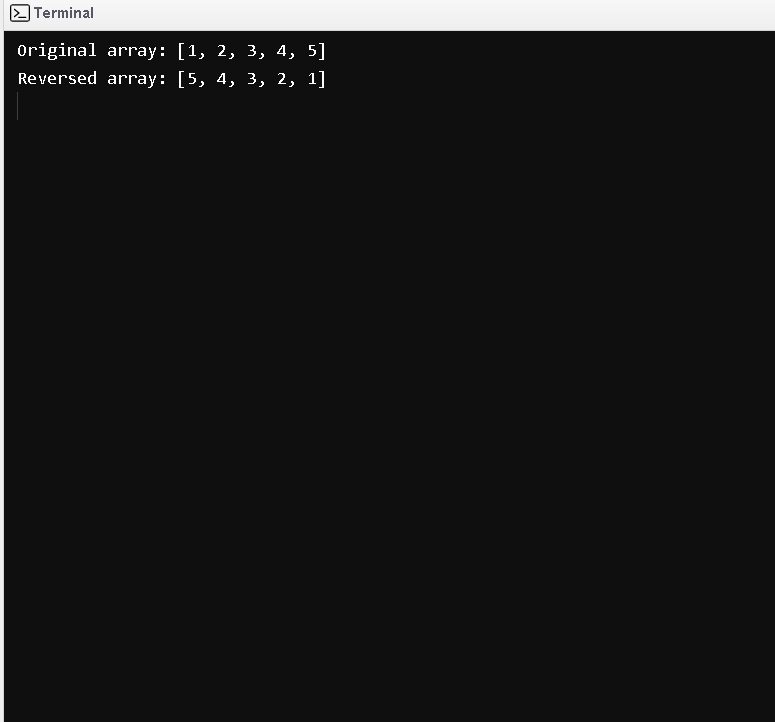 Terminal
Original array: [1, 2, 3, 4, 5]
Reversed array: [5, 4, 3, 2, 1]